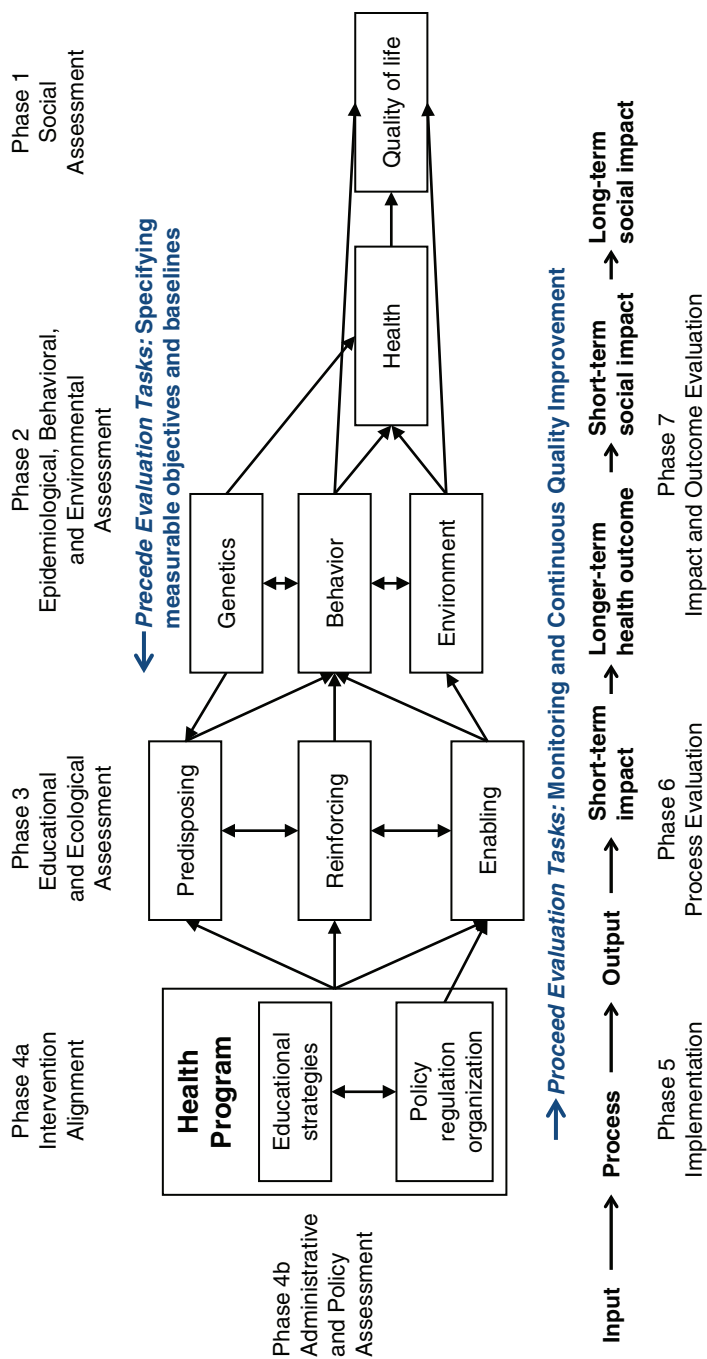 Phase 4a
Intervention
Alignment
Phase 3
Educational
and Ecological
Assessment
Phase 2
Epidemiological, Behavioral,
and Environmental
Assessment
Phase 1
Social
Assessment
Precede Evaluation Tasks: Specifying
measurable objectives and baselines
Phase 4b
Administrative
and Policy
Assessment
Health
Program
Educational
strategies
Policy
regulation
organization
Predisposing
Reinforcing
Enabling
Genetics
Behavior
Environment
Health
Quality of life
Proceed Evaluation Tasks: Monitoring and Continuous Quality Improvement
Input
Process
Output
Short-term
impact
Longer-term
health outcome
Short-term
social impact
Long-term
social impact
Phase 5
Implementation
Phase 6
Process Evaluation
Phase 7
Impact and Outcome Evaluation